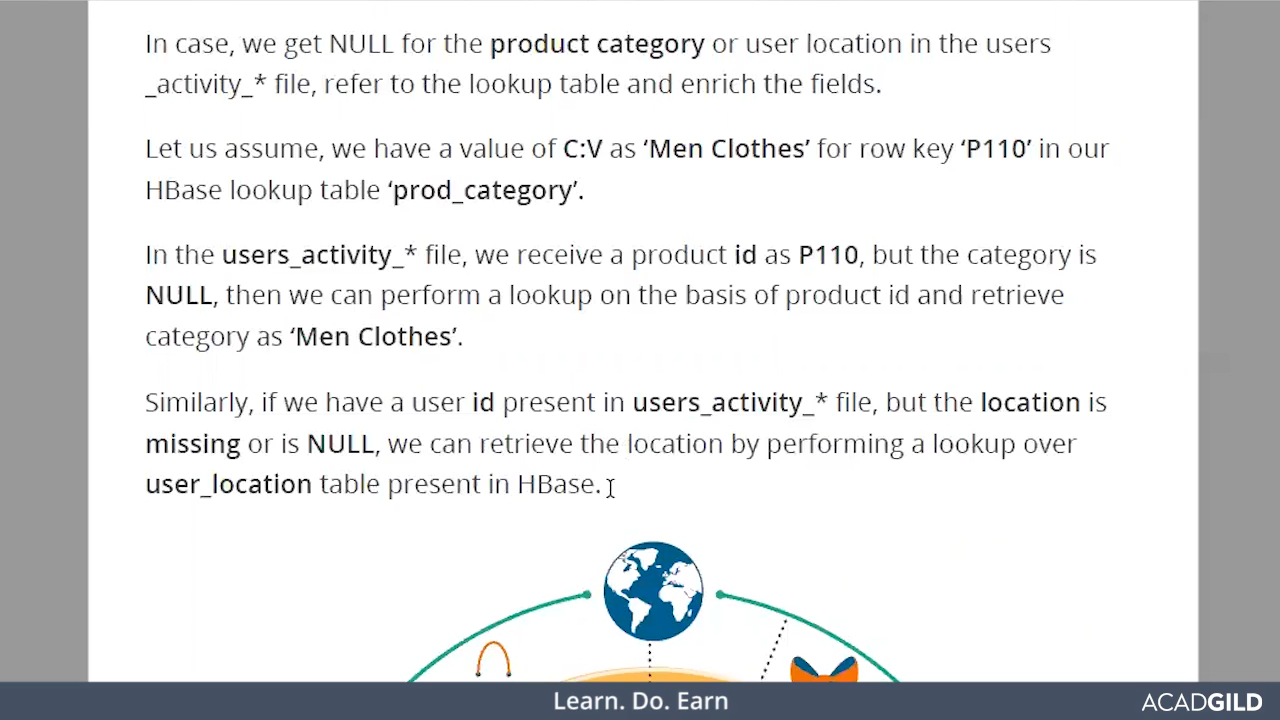 In case, we get NULL for the product category or user location in the users
_activity_* file, refer to the lookup table and enrich the fields.
Let us assume, we have a value of C:V as ‘Men Clothes’ for row key ‘P110’ in our
HBase lookup table ‘prod_category’.
In the users_activity_* file, we receive a product id as P110, but the category is
NULL, then we can perform a lookup on the basis of product id and retrieve
category as ‘Men Clothes’.
Similarly, if we have a user id present in users_activity_* file, but the location is
missing or is NULL, we can retrieve the location by performing a lookup over
user_location table present in HBase.
Learn. Do. Earn
ACADGILD